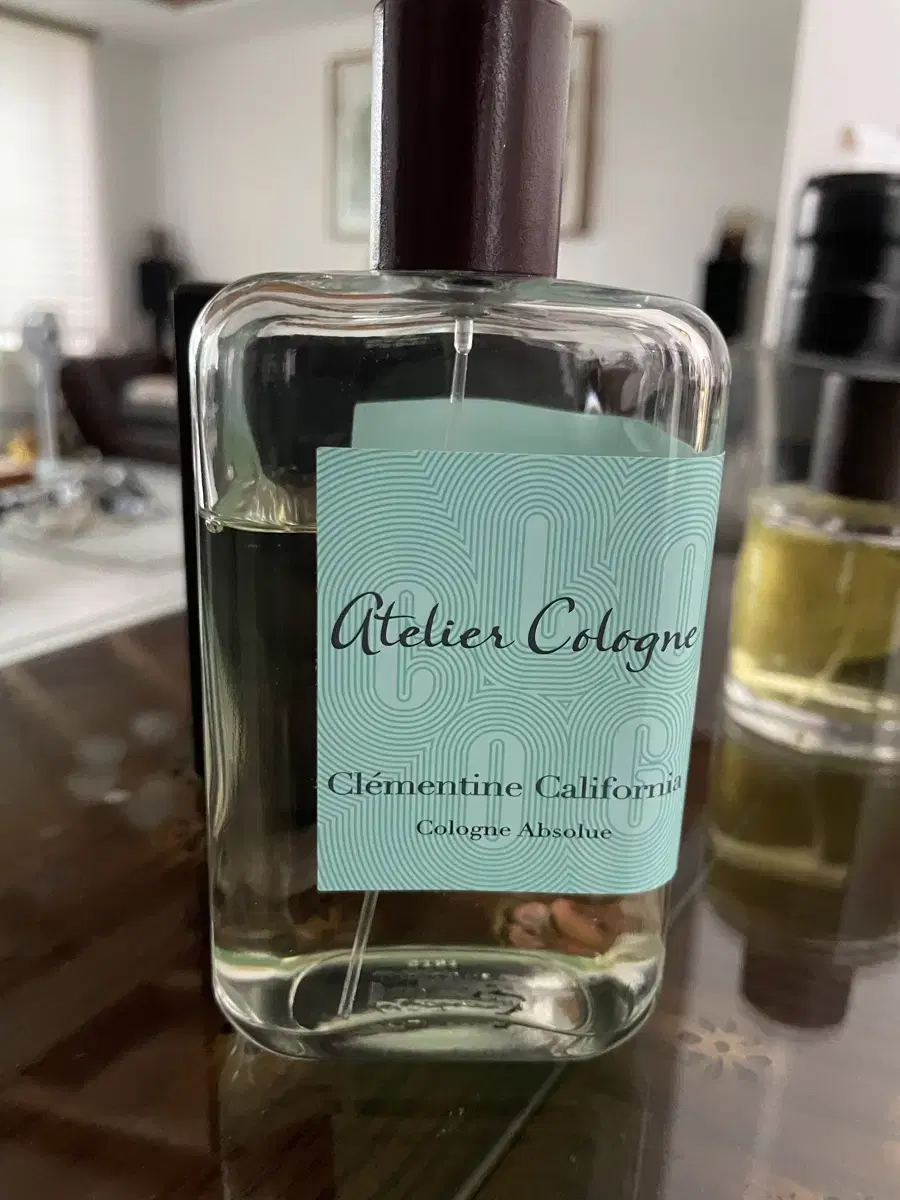 Atelier Cologne
Clémentine California
Cologne Absolue